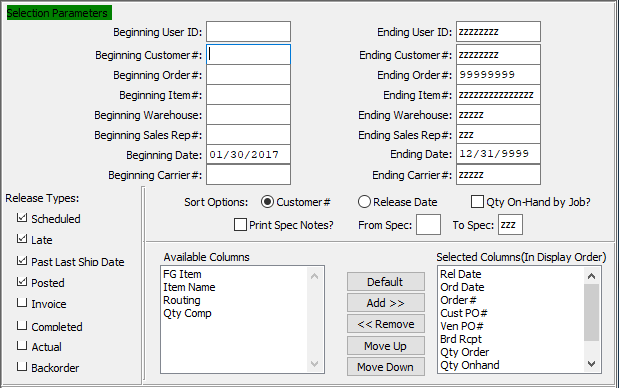 Selection Parameters
Beginning User ID: Ending User ID: zzzzzzzz
Beginning Customer#: Ending Customer#: zzzzzzzz
Beginning Order#: Ending Order#: 99999999
Beginning Item#: Ending Item#: zzzzzzzzzzzzzzz
Beginning Warehouse: Ending Warehouse: zzzzz
Beginning Sales Rep#: Ending Sales Rep#: zzz
Beginning Date: 01/30/2017 Ending Date: 12/31/9999
Beginning Carrier#: Ending Carrier#: zzzzz
Release Types:
Scheduled
Late
Past Last Ship Date
Posted
Invoice
Completed
Actual
Backorder
Sort Options: Customer# Release Date Qty On-Hand by Job?
Print Spec Notes? From Spec: To Spec: zzz
Available Columns
FG Item
Item Name
Routing
Qty Comp
Default
Add >>
<< Remove
Move Up
Move Down
Selected Columns(In Display Order)
Rel Date
Ord Date
Order#
Cust PO#
Ven PO#
Brd Rcpt
Qty Order
Qty Onhand